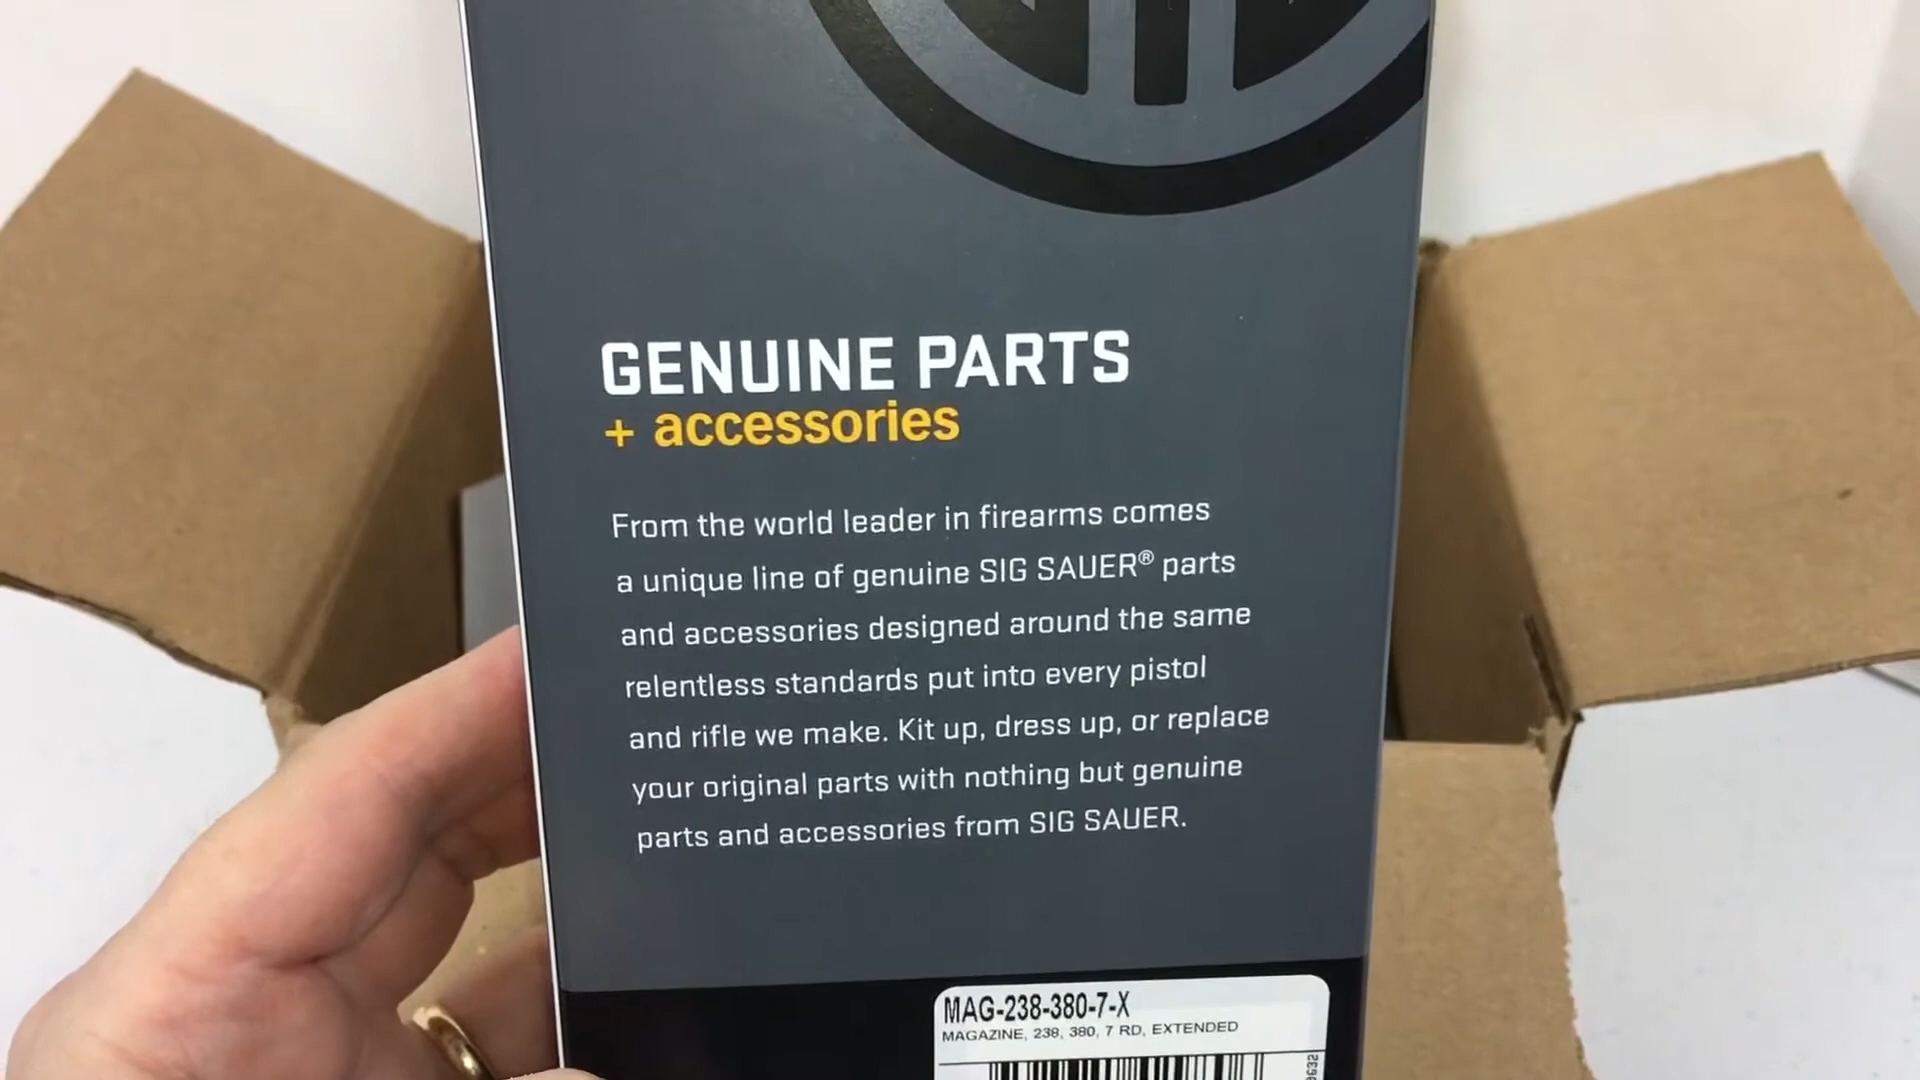 GENUINE PARTS
+ accessories
From the world leader in firearms comes
a unique line of genuine SIG SAUER® parts
and accessories designed around the same
relentless standards put into every pistol
and rifle we make. Kit up, dress up, or replace
your original parts with nothing but genuine
parts and accessories from SIG SAUER.
MAG-238-380-7-X
MAGAZINE, 238, 380, 7 RD, EXTENDED